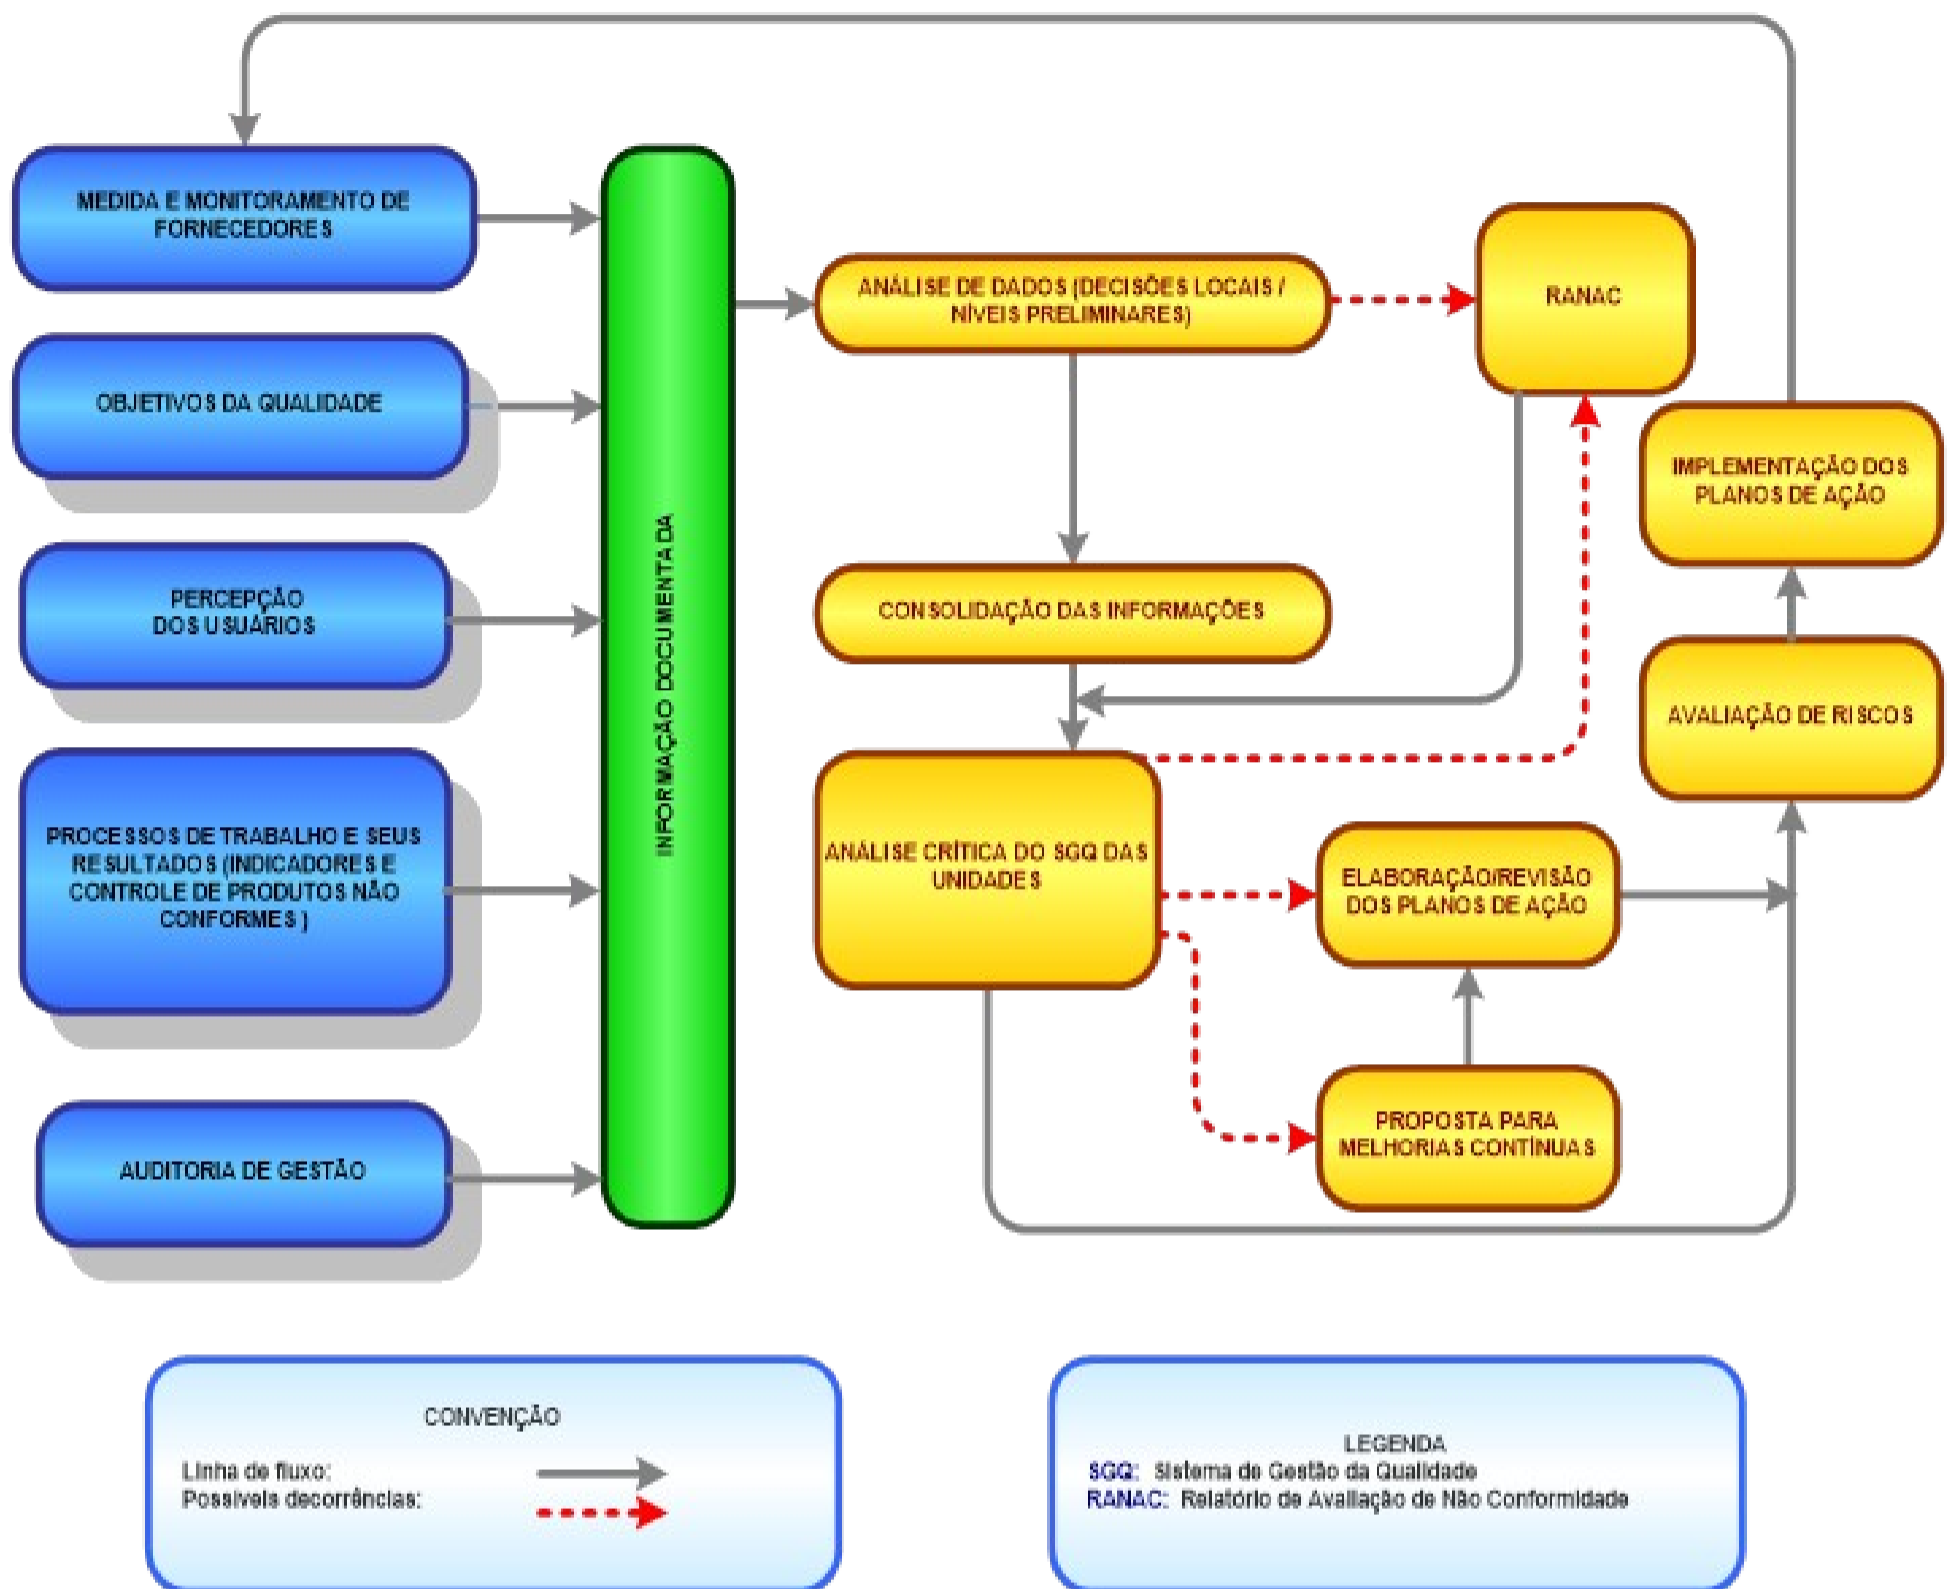 MEDIDA E MONITORAMENTO DE
FORNECEDORES
OBJETIVOS DA QUALIDADE
PERCEPÇÃO
DOS USUÁRIOS
PROCESSOS DE TRABALHO E SEUS
RESULTADOS (INDICADORES E
CONTROLE DE PRODUTOS NÃO
CONFORMES )
AUDITORIA DE GESTÃO
INFORMAÇÃO DOCUMENTADA
ANÁLISE DE DADOS (DECISÕES LOCAIS /
NÍVEIS PRELIMINARES)
RANAC
CONSOLIDAÇÃO DAS INFORMAÇÕES
IMPLEMENTAÇÃO DOS
PLANOS DE AÇÃO
AVALIAÇÃO DE RISCOS
ANÁLISE CRÍTICA DO SGQ DAS
UNIDADES
ELABORAÇÃO/REVISÃO
DOS PLANOS DE AÇÃO
PROPOSTA PARA
MELHORIAS CONTÍNUAS
CONVENÇÃO
Linha de fluxo:
Possíveis decorrências:
LEGENDA
SGQ: Sistema de Gestão da Qualidade
RANAC: Relatório de Avaliação de Não Conformidade